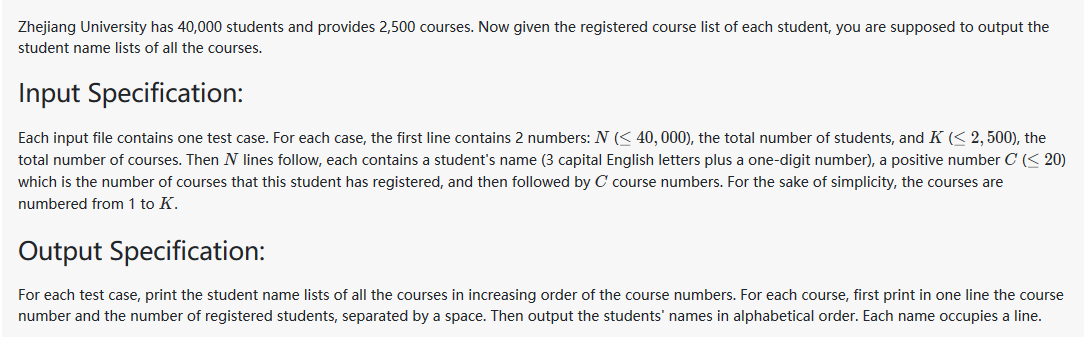 Zhejiang University has 40,000 students and provides 2,500 courses. Now given the registered course list of each student, you are supposed to output the
student name lists of all the courses.
Input Specification:
Each input file contains one test case. For each case, the first line contains 2 numbers: N (≤ 40, 000), the total number of students, and K (≤ 2, 500), the
total number of courses. Then N lines follow, each contains a student's name (3 capital English letters plus a one-digit number), a positive number C (≤ 20)
which is the number of courses that this student has registered, and then followed by C course numbers. For the sake of simplicity, the courses are
numbered from 1 to K.
Output Specification:
For each test case, print the student name lists of all the courses in increasing order of the course numbers. For each course, first print in one line the course
number and the number of registered students, separated by a space. Then output the students' names in alphabetical order. Each name occupies a line.